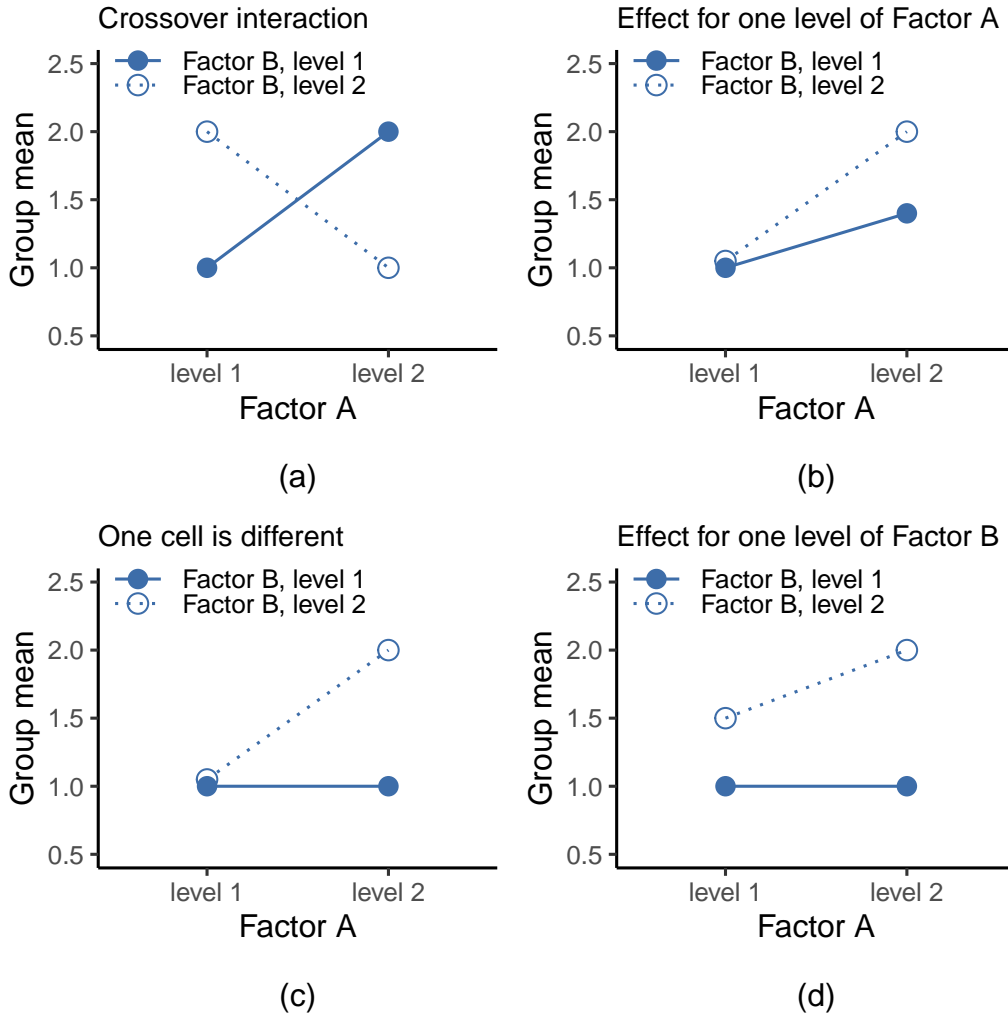 Crossover interaction
Factor B, level 1
Factor B, level 2
2.5
2.0
1.5
1.0
0.5
Group mean
level 1 level 2
Factor A
(a)
Effect for one level of Factor A
Factor B, level 1
Factor B, level 2
2.5
2.0
1.5
1.0
0.5
Group mean
level 1 level 2
Factor A
(b)
One cell is different
Factor B, level 1
Factor B, level 2
2.5
2.0
1.5
1.0
0.5
Group mean
level 1 level 2
Factor A
(c)
Effect for one level of Factor B
Factor B, level 1
Factor B, level 2
2.5
2.0
1.5
1.0
0.5
Group mean
level 1 level 2
Factor A
(d)